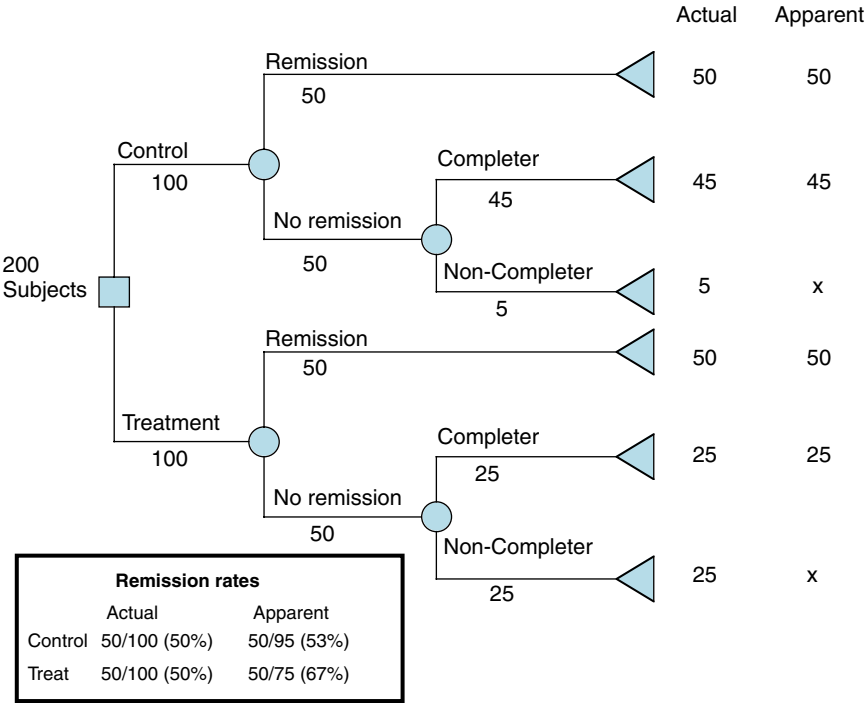 Actual Apparent
Remission
50
50 50
Control
100
Completer
45
45 45
No remission
50
Non-Completer
5
5 x
200
Subjects
Remission
50
50 50
Treatment
100
Completer
25
25 25
No remission
50
Non-Completer
25
25 x
Remission rates
Actual Apparent
Control 50/100 (50%) 50/95 (53%)
Treat 50/100 (50%) 50/75 (67%)